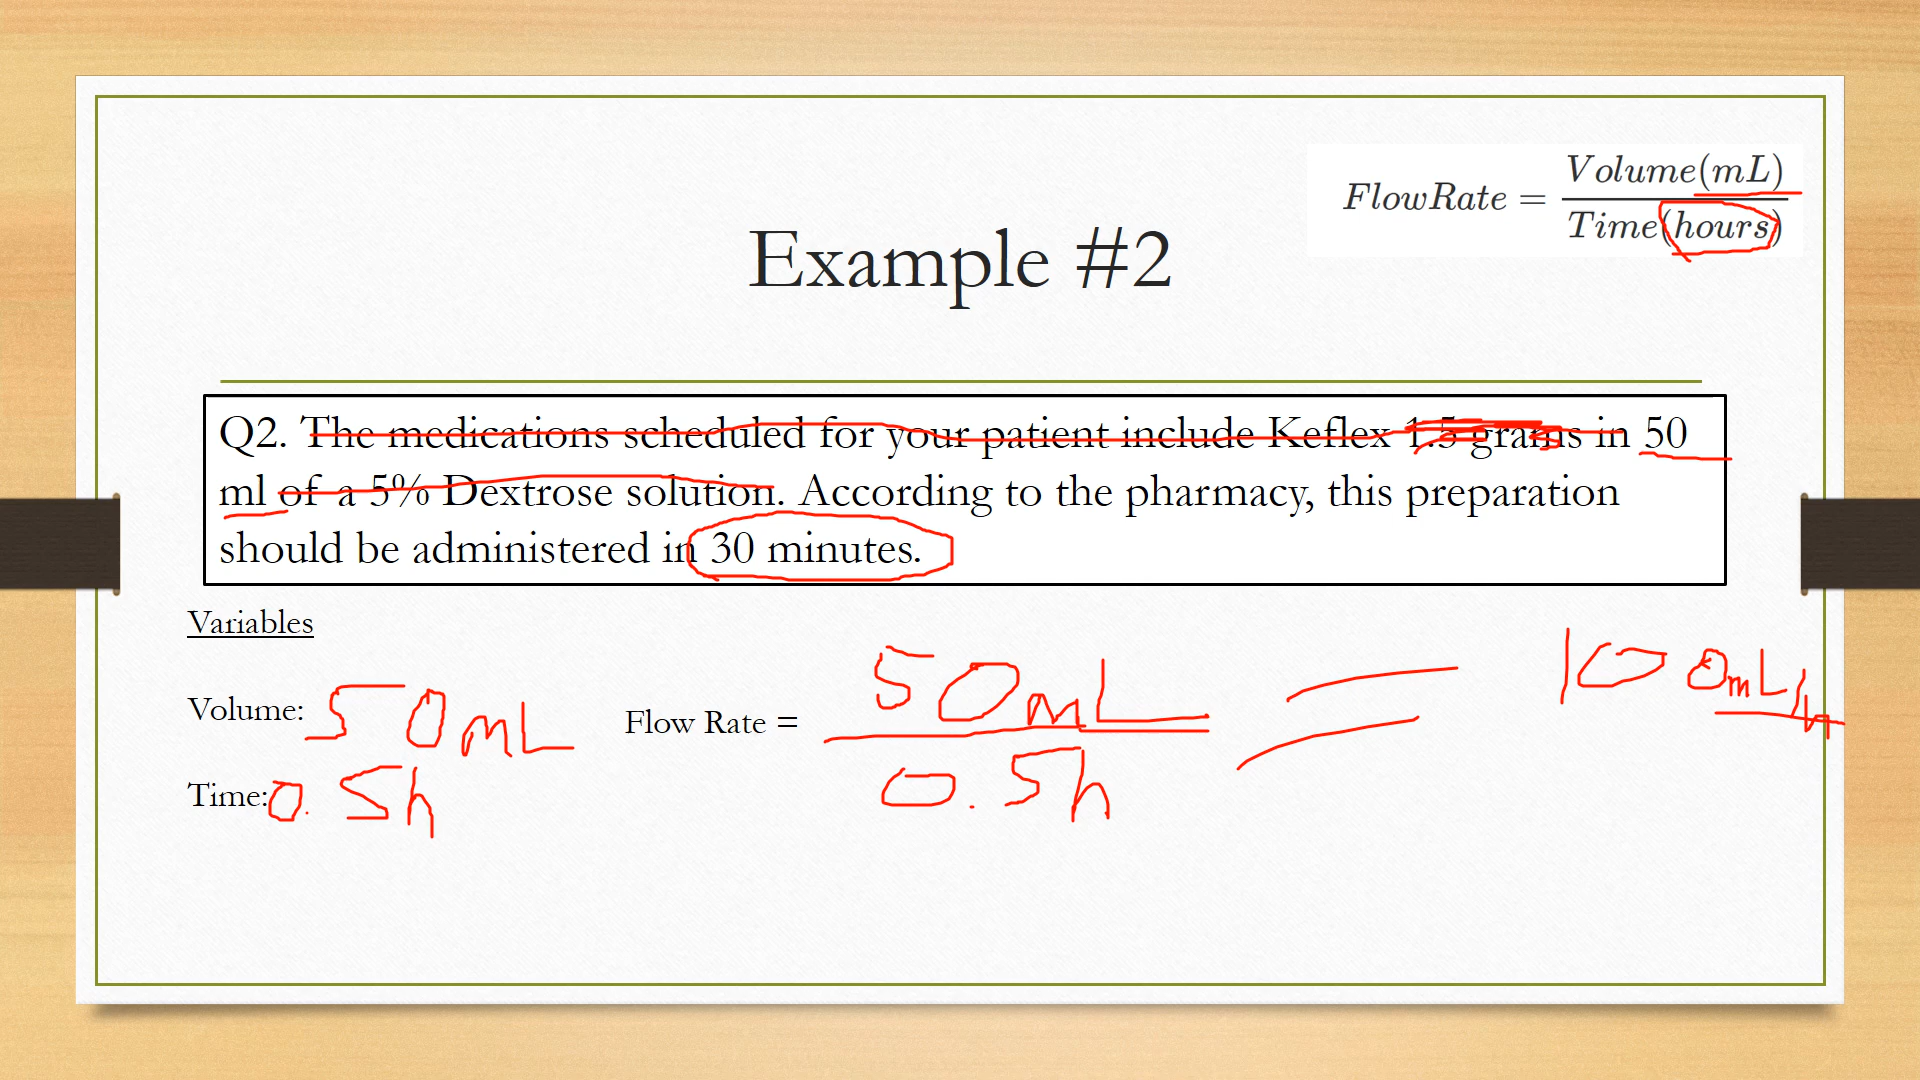 FlowRate = Volume(mL) / Time(hours)
Example #2
Q2. The medications scheduled for your patient include Keflex 1.5 grams in 50
ml of a 5% Dextrose solution. According to the pharmacy, this preparation
should be administered in 30 minutes.
Variables
Volume: 50mL
Time: 0.5h
Flow Rate = 50mL / 0.5h = 100 mL/h